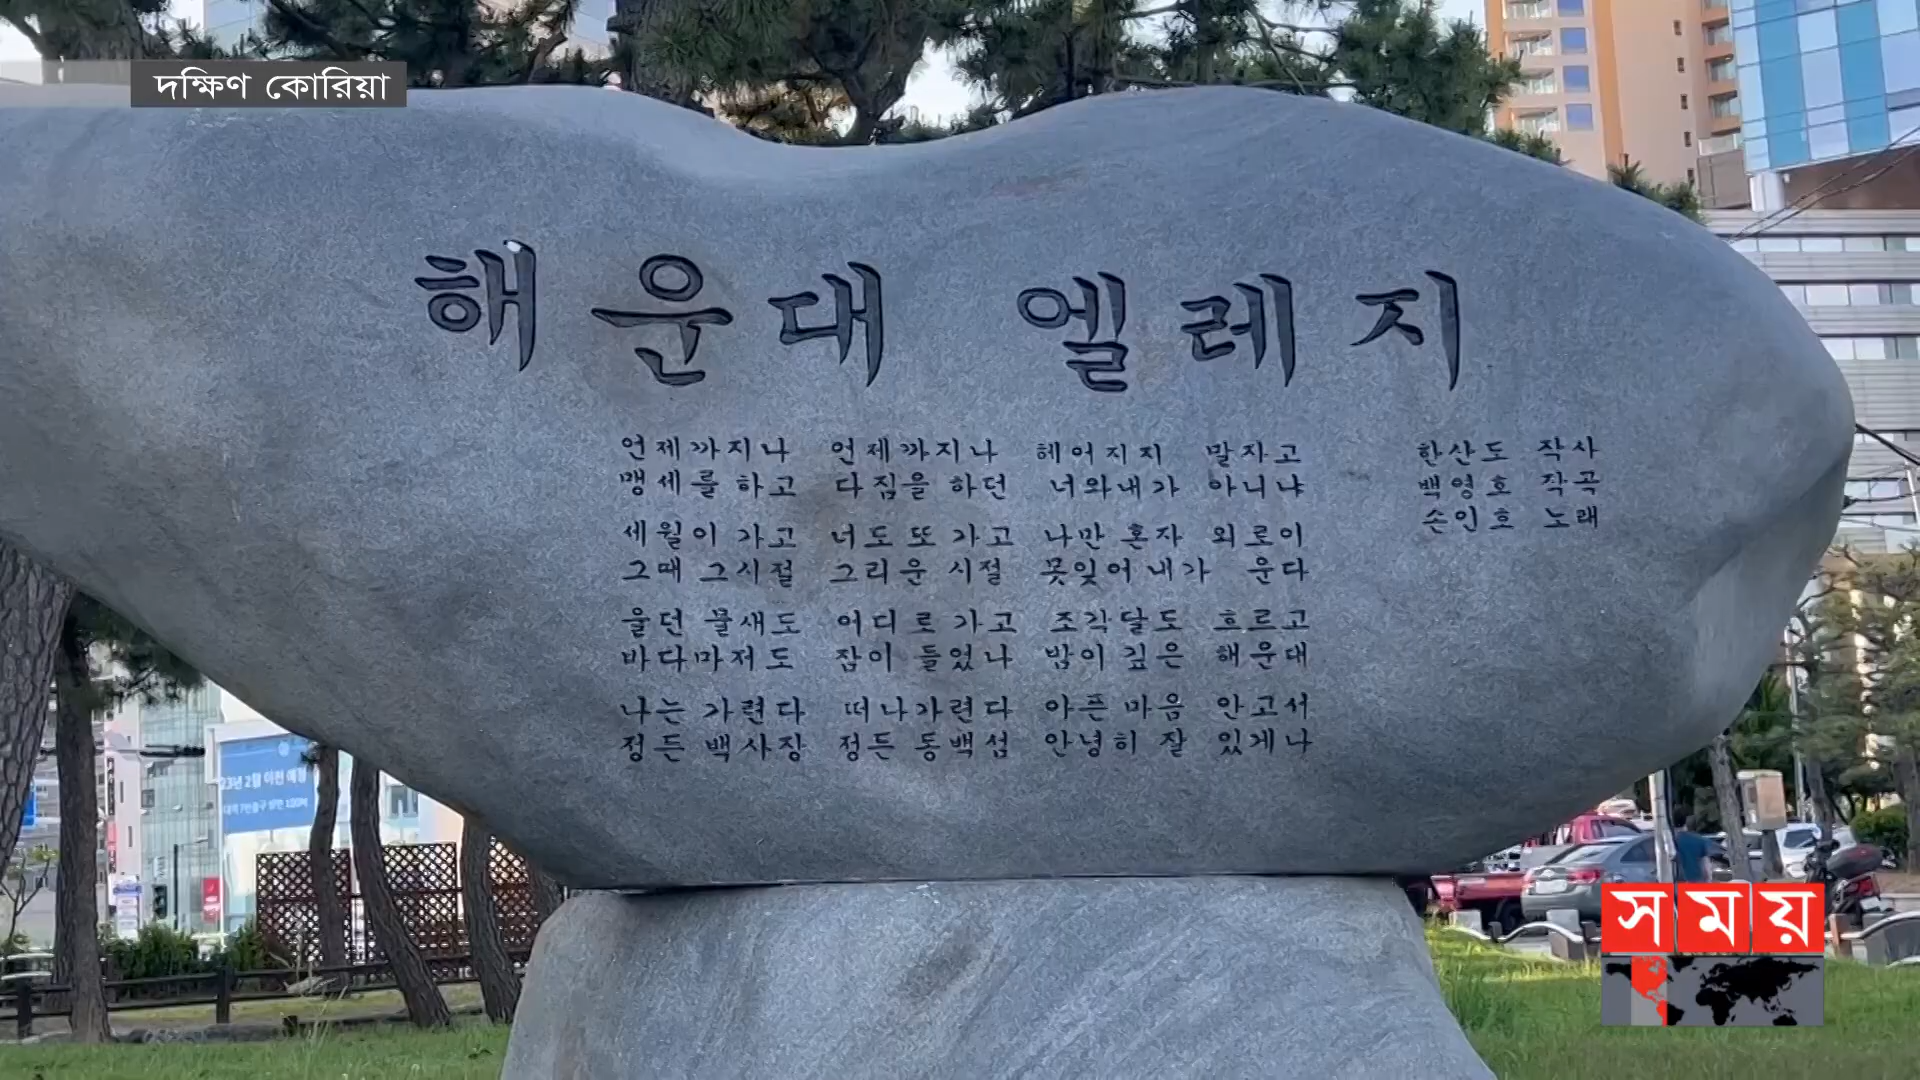 দক্ষিণ কোরিয়া
해운대 엘레지
언제까지나 언제까지나 헤어지지 말자고
맹세를 하고 다짐을 하던 너와내가 아니냐
세월이 가고 너도 또 가고 나만 혼자 외로이
그때 그시절 그리운 시절 못잊어 내가 운다
울던 물새도 어디로 가고 조각달도 흐르고
바다마저도 잠이 들었나 밤이 깊은 해운대
나는 가련다 떠나가련다 아픈 마음 안고서
정든 백사장 정든 동백섬 안녕히 잘 있게나
한산도 작사
백영호 작곡
손인호 노래
2월 이전 예정
সময়